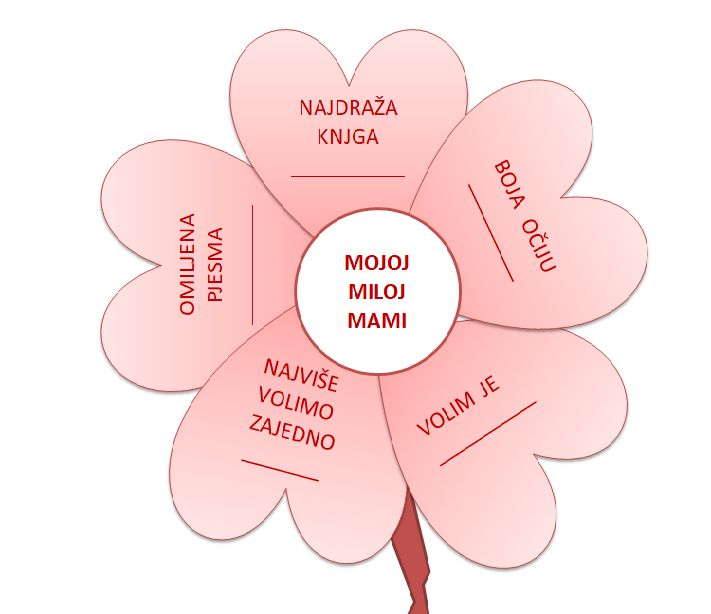 NAJDRAŽA
KNJGA
BOJA OČIJU
OMILJENA
PJESMA
MOJOJ
MILOJ
MAMI
NAJVIŠE
VOLIMO
ZAJEDNO
VOLIM JE